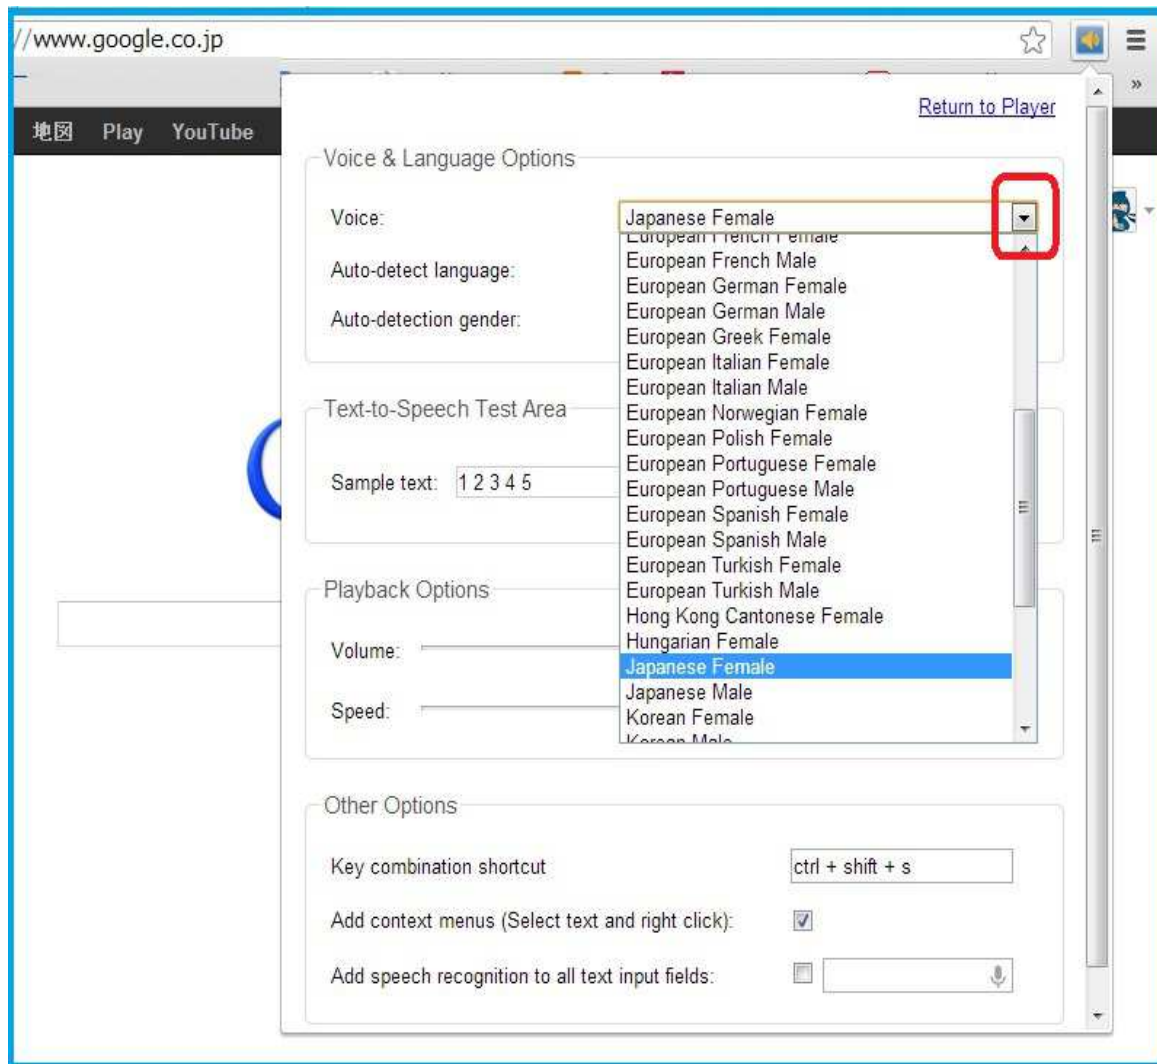 //www.google.co.jp
»
地図 Play YouTube
Return to Player
Voice & Language Options
Voice: Japanese Female
European French Female
European French Male
Auto-detect language:
European German Female
European German Male
Auto-detection gender:
European Greek Female
European Italian Female
European Italian Male
European Norwegian Female
Text-to-Speech Test Area
European Polish Female
European Portuguese Female
Sample text: 1 2 3 4 5
European Portuguese Male
European Spanish Female
European Spanish Male
European Turkish Female
European Turkish Male
Playback Options
Hong Kong Cantonese Female
Hungarian Female
Volume:
Japanese Female
Japanese Male
Speed:
Korean Female
Korean Male
Other Options
Key combination shortcut ctrl + shift + s
Add context menus (Select text and right click):
Add speech recognition to all text input fields: